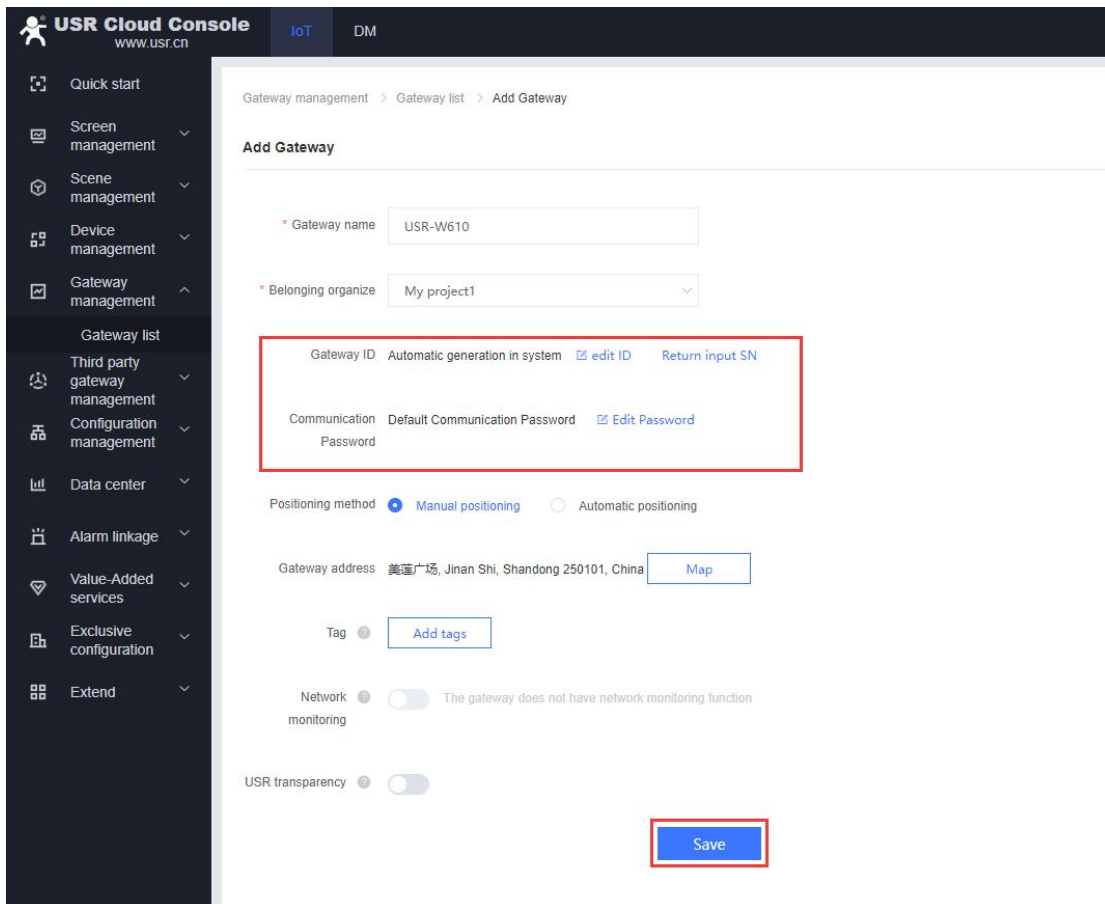 USR Cloud Console
www.usr.cn
IoT
DM
Quick start
Screen
management
Scene
management
Device
management
Gateway
management
Gateway list
Third party
gateway
management
Configuration
management
Data center
Alarm linkage
Value-Added
services
Exclusive
configuration
Extend
Gateway management > Gateway list > Add Gateway
Add Gateway
* Gateway name USR-W610
* Belonging organize My project1
Gateway ID Automatic generation in system edit ID Return input SN
Communication
Password
Default Communication Password Edit Password
Positioning method Manual positioning Automatic positioning
Gateway address 美莲广场, Jinan Shi, Shandong 250101, China Map
Tag ? Add tags
Network ?
monitoring
The gateway does not have network monitoring function
USR transparency ?
Save